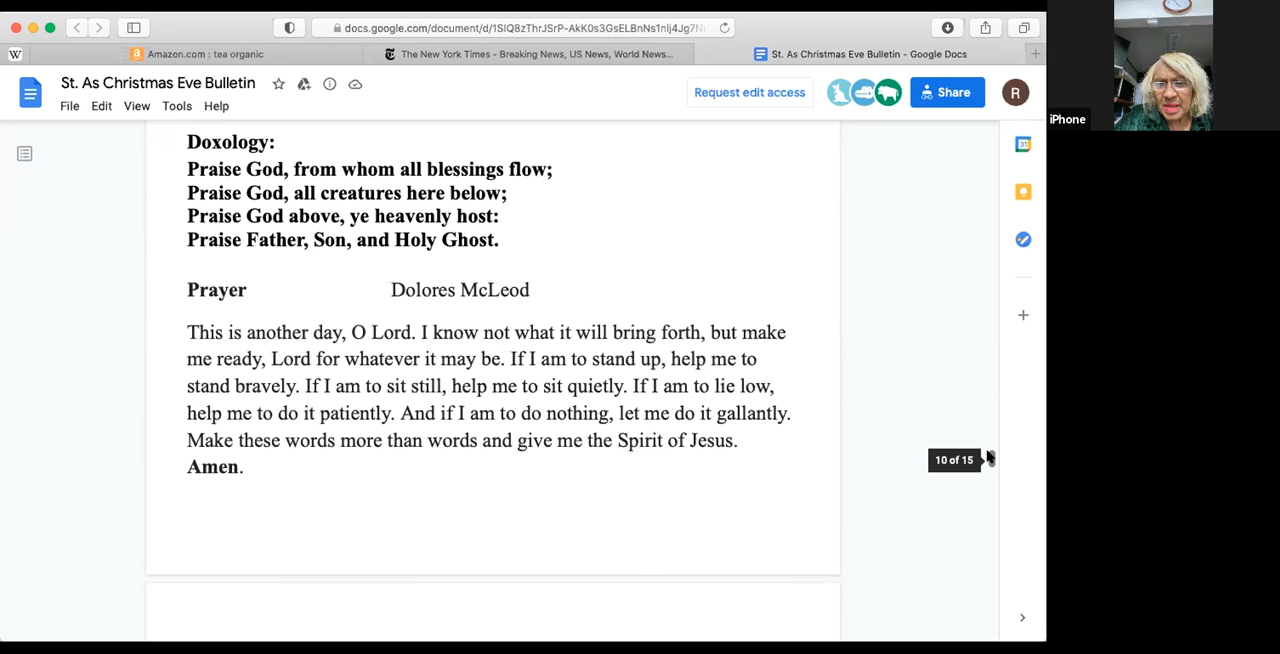 docs.google.com/document/d/1SIQ8zThrJSrP-AkK0s3GsELBnNs1nIj4Jg7N
W
Amazon.com : tea organic
The New York Times - Breaking News, US News, World News...
St. As Christmas Eve Bulletin - Google Docs
St. As Christmas Eve Bulletin
File Edit View Tools Help
Request edit access
Share
R
iPhone
31
Doxology:
Praise God, from whom all blessings flow;
Praise God, all creatures here below;
Praise God above, ye heavenly host:
Praise Father, Son, and Holy Ghost.
Prayer Dolores McLeod
This is another day, O Lord. I know not what it will bring forth, but make
me ready, Lord for whatever it may be. If I am to stand up, help me to
stand bravely. If I am to sit still, help me to sit quietly. If I am to lie low,
help me to do it patiently. And if I am to do nothing, let me do it gallantly.
Make these words more than words and give me the Spirit of Jesus.
Amen.
10 of 15